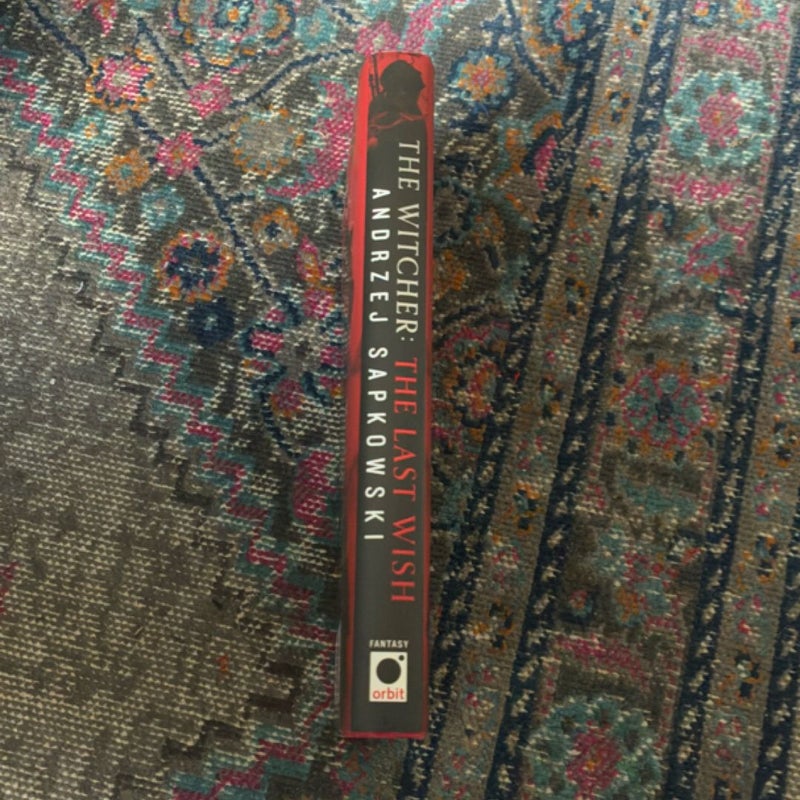 THE WITCHER: THE LAST WISH
ANDRZEJ SAPKOWSKI
FANTASY
orbit